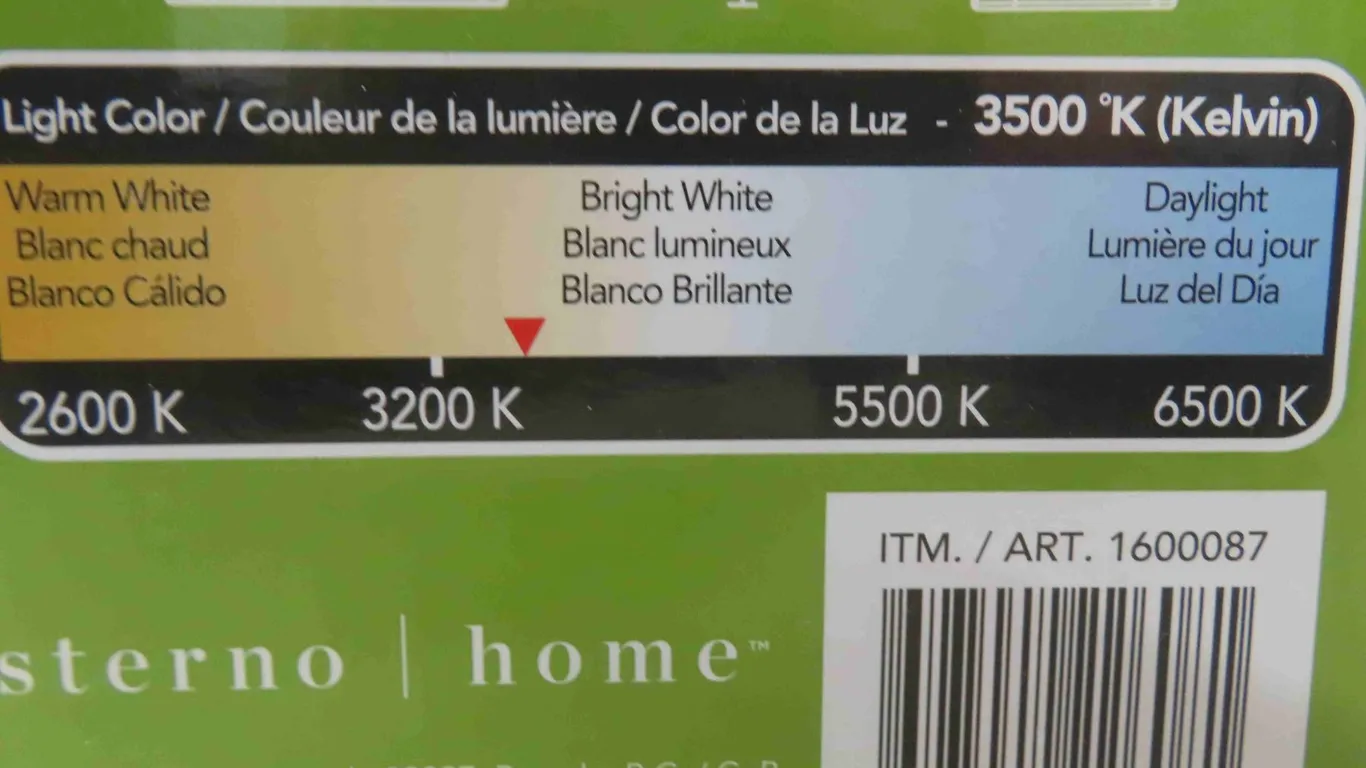 Light Color / Couleur de la lumière / Color de la Luz - 3500 °K (Kelvin)
Warm White
Blanc chaud
Blanco Cálido
Bright White
Blanc lumineux
Blanco Brillante
Daylight
Lumière du jour
Luz del Día
2600 K 3200 K 5500 K 6500 K
ITM. / ART. 1600087
sterno | home™